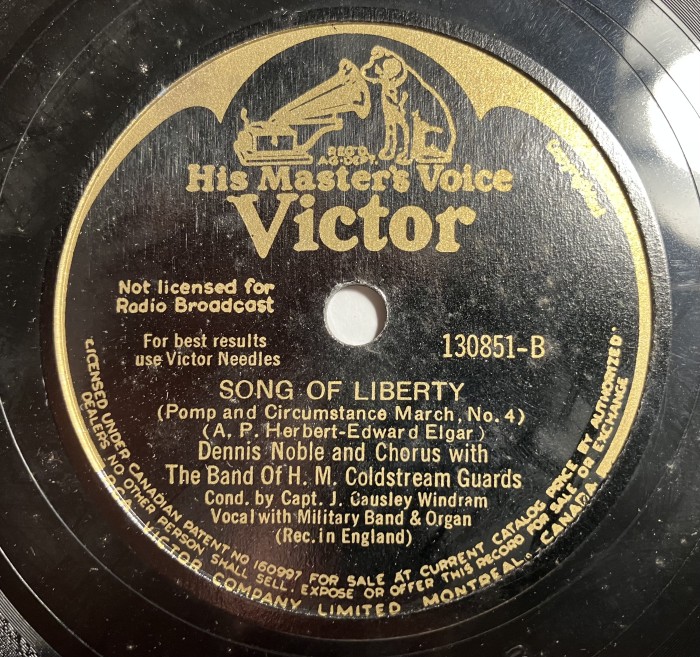 REG'D.
His Master's Voice
Victor
Not licensed for
Radio Broadcast
For best results
use Victor Needles
130851-B
SONG OF LIBERTY
(Pomp and Circumstance March, No. 4)
(A. P. Herbert-Edward Elgar)
Dennis Noble and Chorus with
The Band Of H. M. Coldstream Guards
Cond. by Capt. J. Causley Windram
Vocal with Military Band & Organ
(Rec. in England)
LICENSED UNDER CANADIAN PATENT NO 160997 FOR SALE AT CURRENT CATALOG PRICE BY AUTHORIZED
DEALERS NO OTHER PERSON SHALL SELL, EXPOSE OR OFFER THIS RECORD FOR SALE OR EXCHANGE
RCA VICTOR COMPANY LIMITED MONTREAL, CANADA